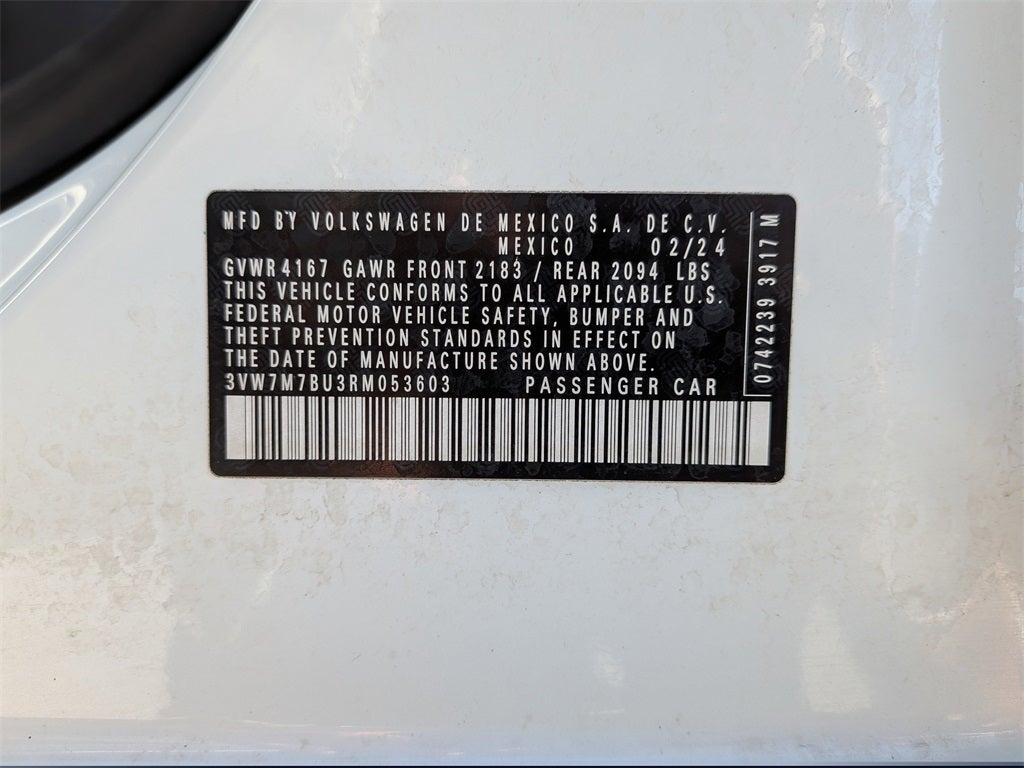 MFD BY VOLKSWAGEN DE MEXICO S.A. DE C.V.
MEXICO 02/24
GVWR 4167 GAWR FRONT 2183 / REAR 2094 LBS
THIS VEHICLE CONFORMS TO ALL APPLICABLE U.S.
FEDERAL MOTOR VEHICLE SAFETY, BUMPER AND
THEFT PREVENTION STANDARDS IN EFFECT ON
THE DATE OF MANUFACTURE SHOWN ABOVE.
3VW7M7BU3RM053603 PASSENGER CAR
0742239 3917 M